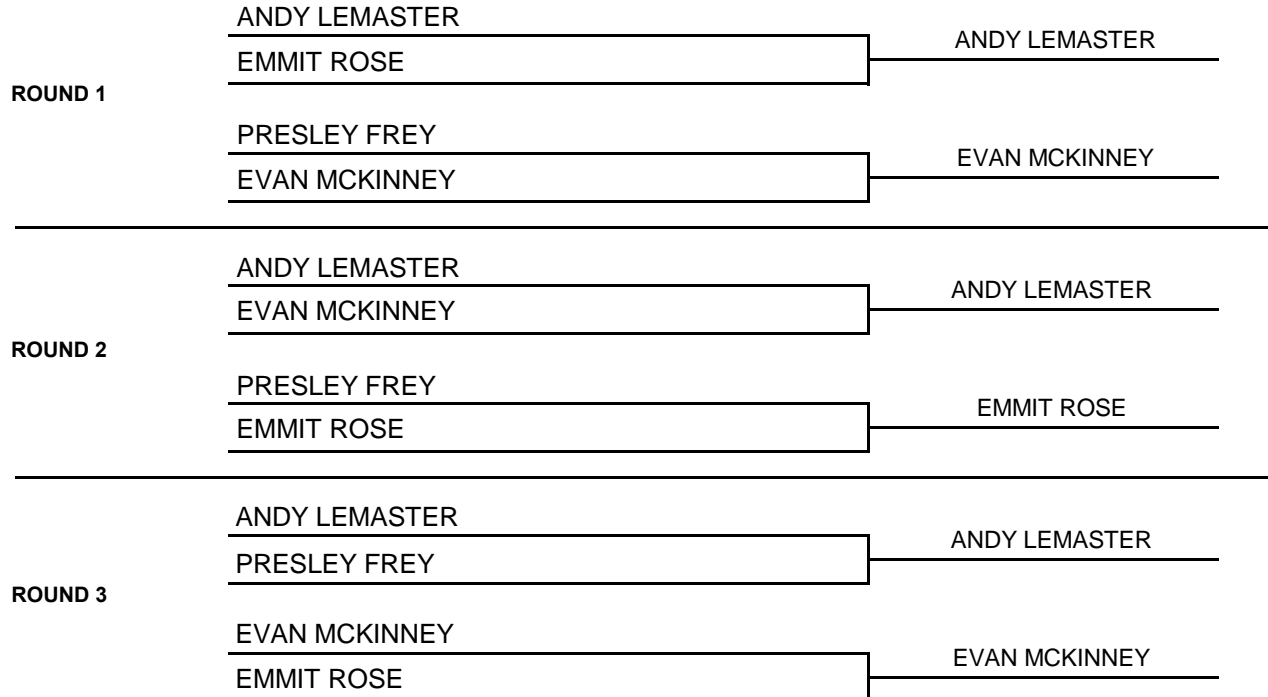 ANDY LEMASTER
ANDY LEMASTER
EMMIT ROSE
ROUND 1
PRESLEY FREY
EVAN MCKINNEY
EVAN MCKINNEY
ANDY LEMASTER
ANDY LEMASTER
EVAN MCKINNEY
ROUND 2
PRESLEY FREY
EMMIT ROSE
EMMIT ROSE
ANDY LEMASTER
ANDY LEMASTER
PRESLEY FREY
ROUND 3
EVAN MCKINNEY
EVAN MCKINNEY
EMMIT ROSE